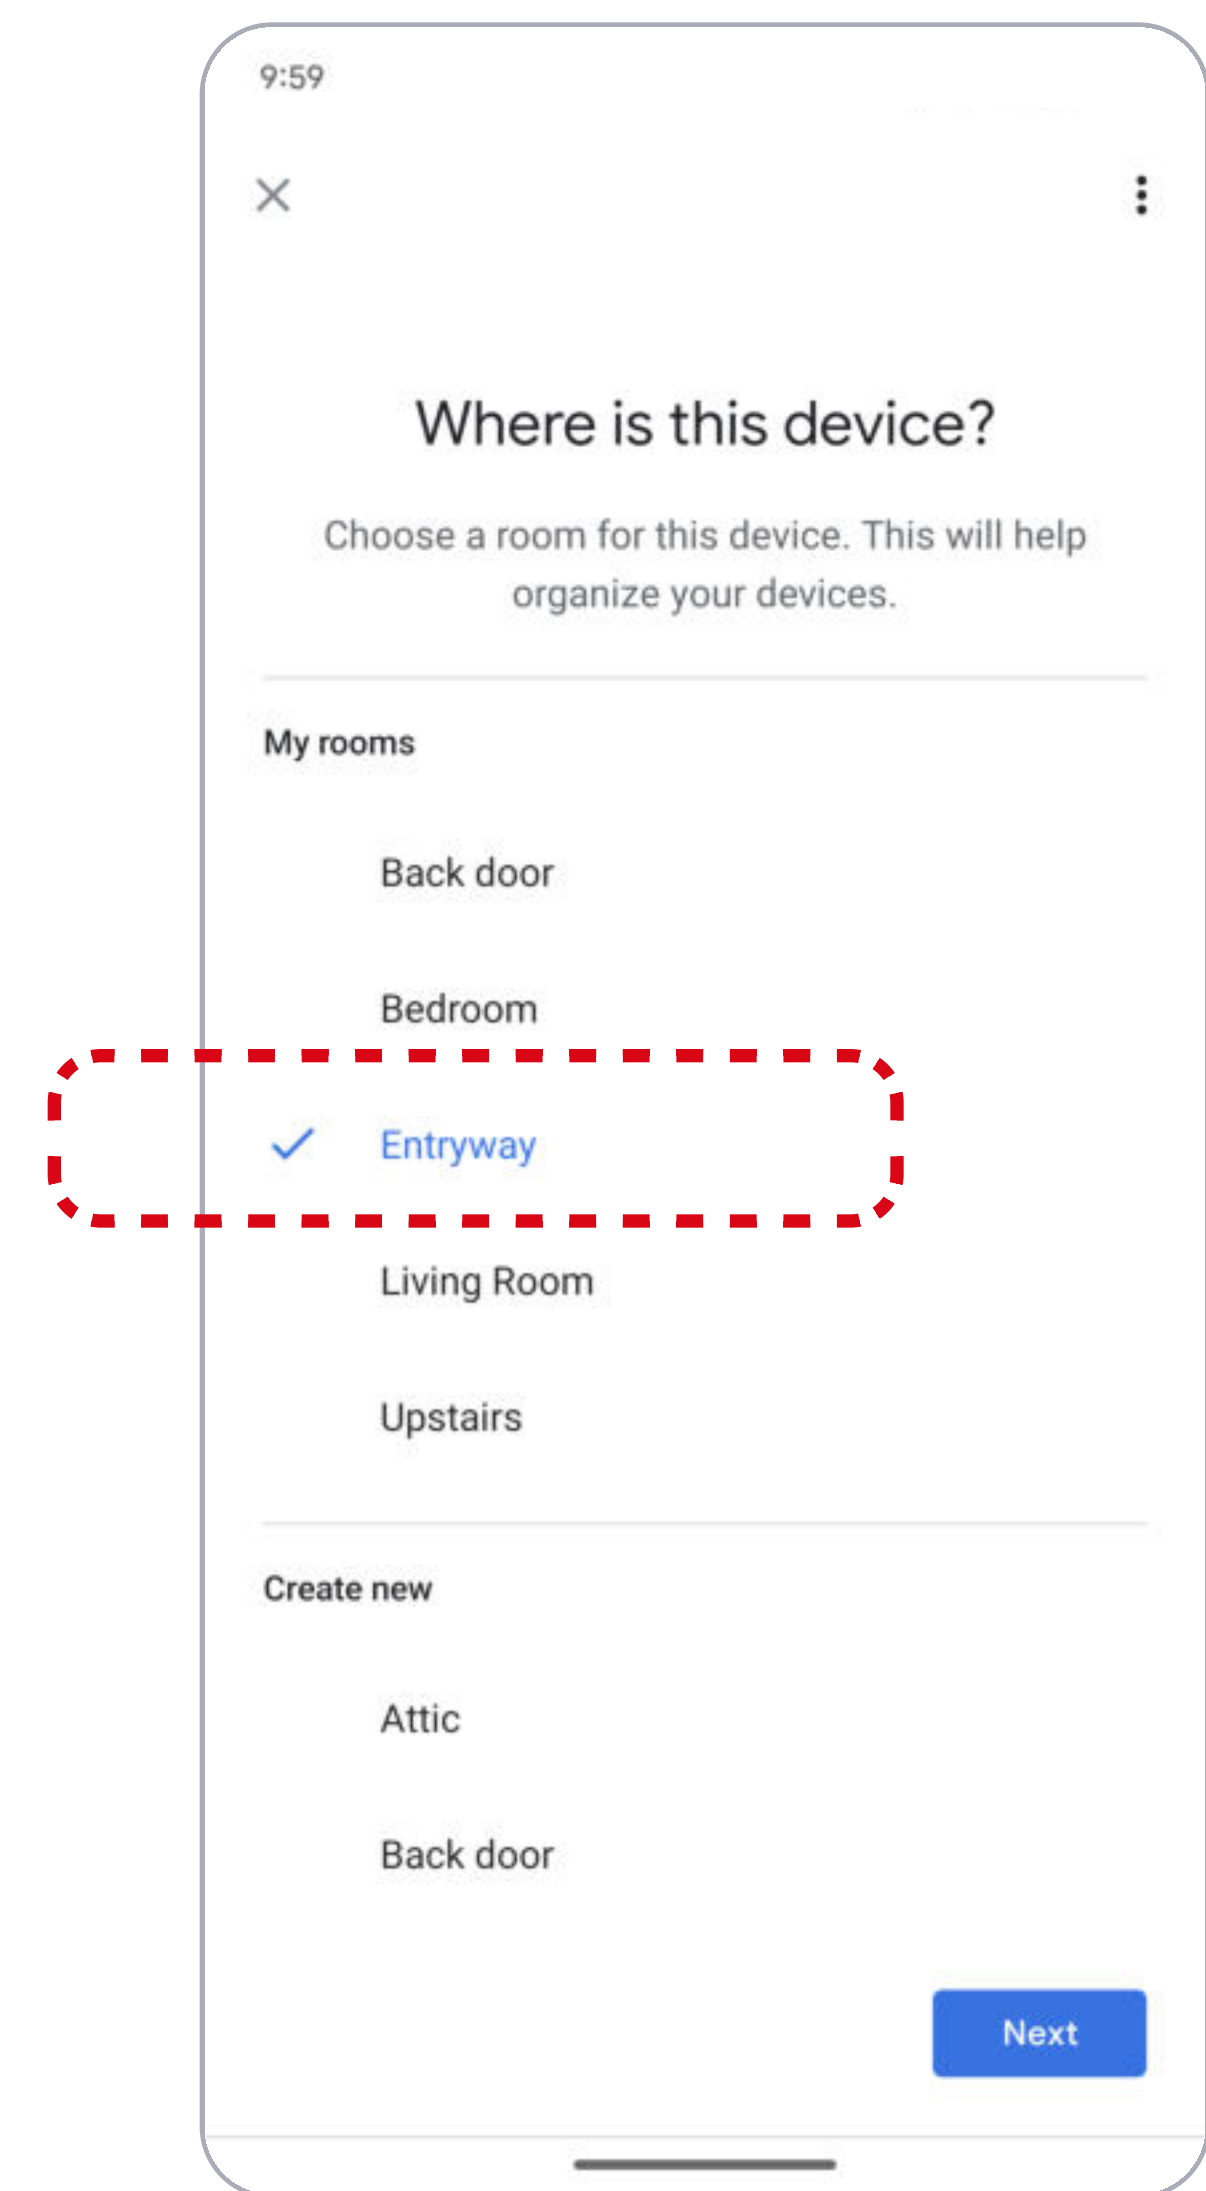 9:59
Where is this device?
Choose a room for this device. This will help
organize your devices.
My rooms
Back door
Bedroom
Entryway
Living Room
Upstairs
Create new
Attic
Back door
Next